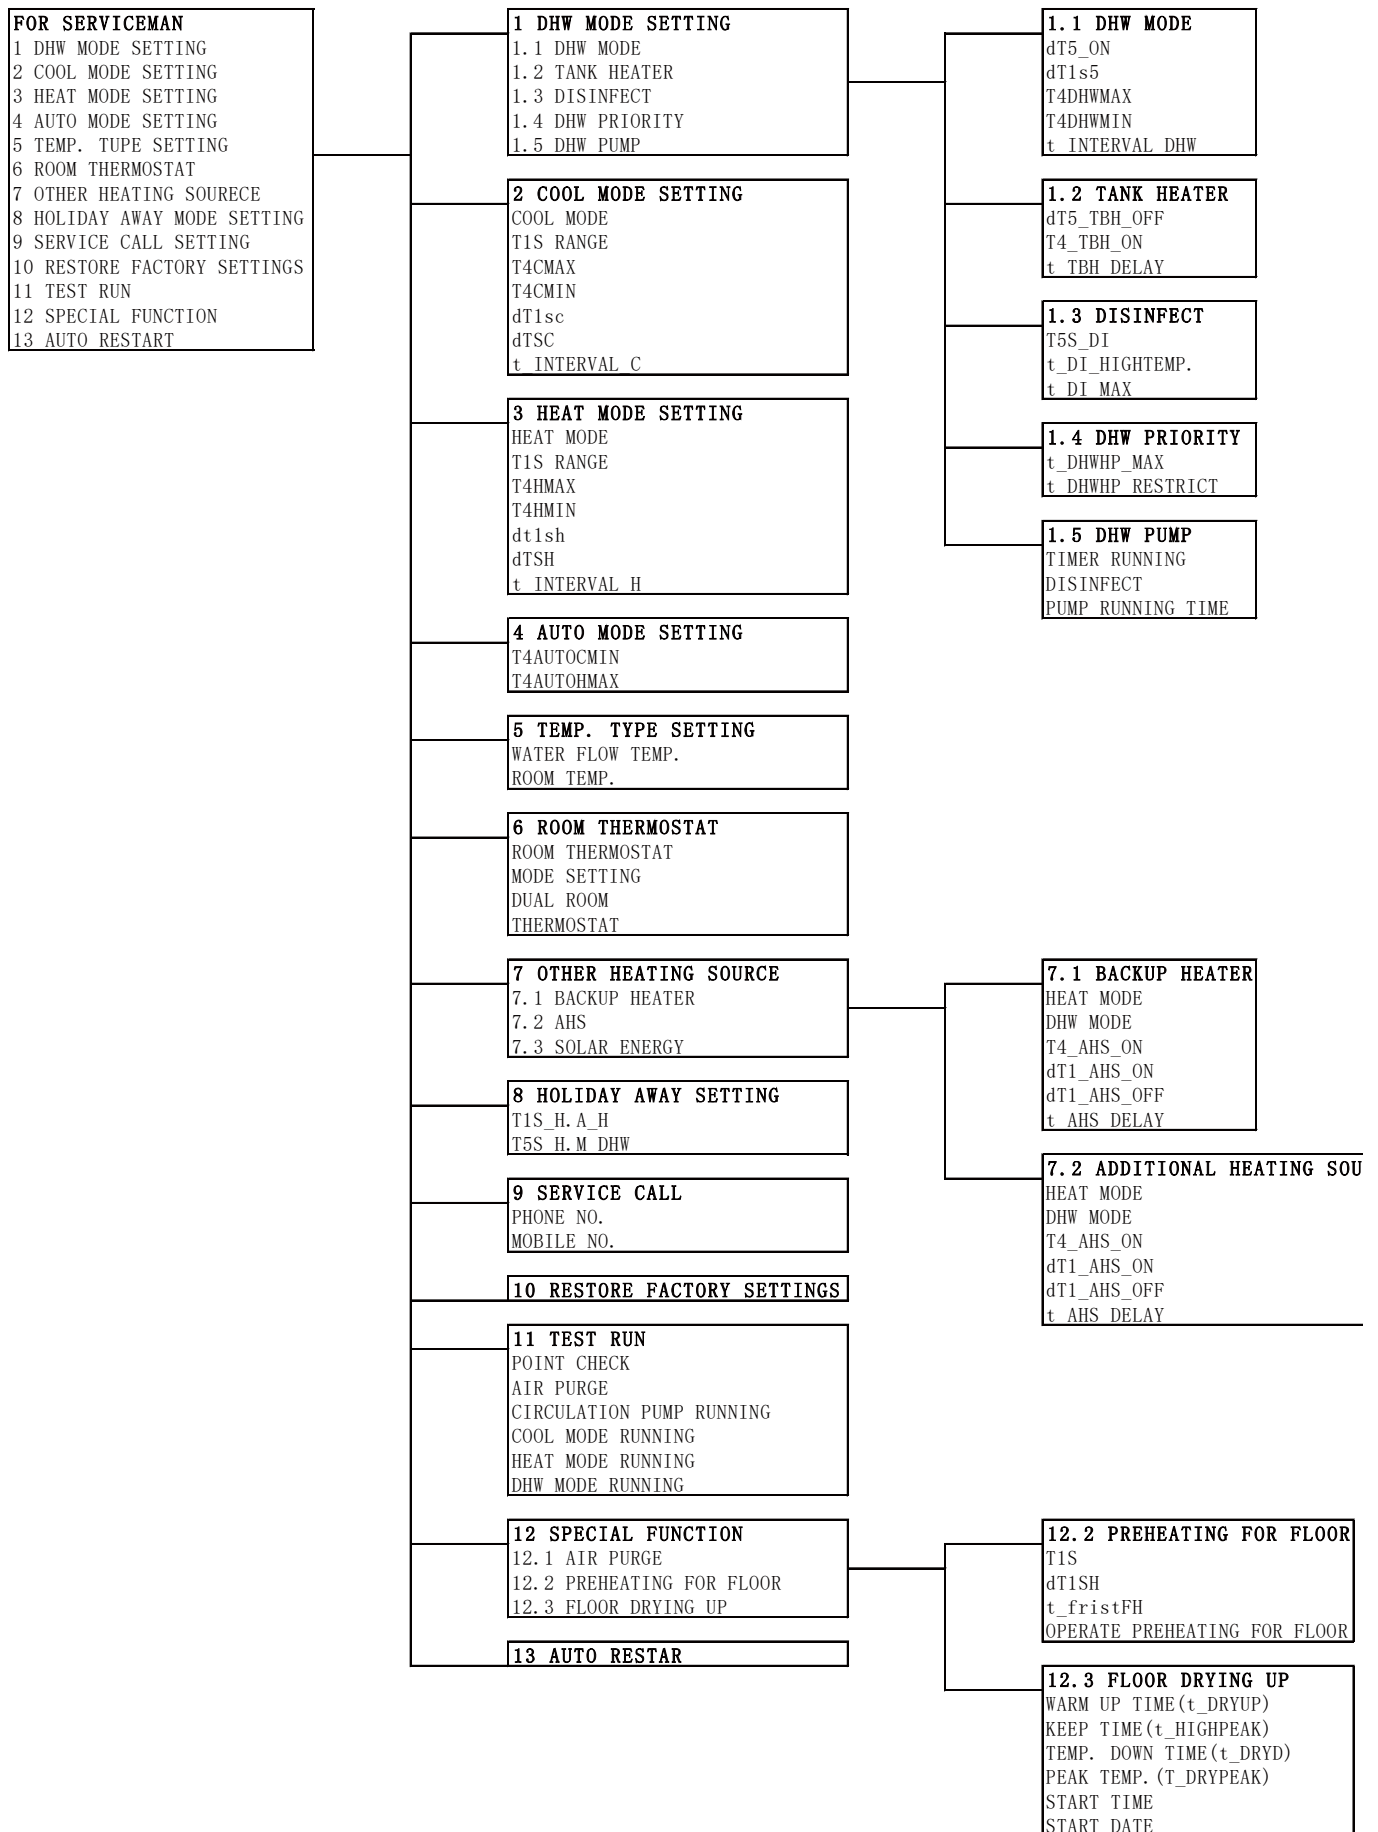 FOR SERVICEMAN
1 DHW MODE SETTING
2 COOL MODE SETTING
3 HEAT MODE SETTING
4 AUTO MODE SETTING
5 TEMP. TUPE SETTING
6 ROOM THERMOSTAT
7 OTHER HEATING SOURECE
8 HOLIDAY AWAY MODE SETTING
9 SERVICE CALL SETTING
10 RESTORE FACTORY SETTINGS
11 TEST RUN
12 SPECIAL FUNCTION
13 AUTO RESTART
1 DHW MODE SETTING
1.1 DHW MODE
1.2 TANK HEATER
1.3 DISINFECT
1.4 DHW PRIORITY
1.5 DHW PUMP
2 COOL MODE SETTING
COOL MODE
T1S RANGE
T4CMAX
T4CMIN
dT1sc
dTSC
t_INTERVAL_C
3 HEAT MODE SETTING
HEAT MODE
T1S RANGE
T4HMAX
T4HMIN
dt1sh
dTSH
t_INTERVAL_H
4 AUTO MODE SETTING
T4AUTOCMIN
T4AUTOHMAX
5 TEMP. TYPE SETTING
WATER FLOW TEMP.
ROOM TEMP.
6 ROOM THERMOSTAT
ROOM THERMOSTAT
MODE SETTING
DUAL ROOM
THERMOSTAT
7 OTHER HEATING SOURCE
7.1 BACKUP HEATER
7.2 AHS
7.3 SOLAR ENERGY
8 HOLIDAY AWAY SETTING
T1S_H.A_H
T5S_H.M_DHW
9 SERVICE CALL
PHONE NO.
MOBILE NO.
10 RESTORE FACTORY SETTINGS
11 TEST RUN
POINT CHECK
AIR PURGE
CIRCULATION PUMP RUNNING
COOL MODE RUNNING
HEAT MODE RUNNING
DHW MODE RUNNING
12 SPECIAL FUNCTION
12.1 AIR PURGE
12.2 PREHEATING FOR FLOOR
12.3 FLOOR DRYING UP
13 AUTO RESTAR
1.1 DHW MODE
dT5_ON
dT1s5
T4DHWMAX
T4DHWMIN
t_INTERVAL_DHW
1.2 TANK HEATER
dT5_TBH_OFF
T4_TBH_ON
t_TBH_DELAY
1.3 DISINFECT
T5S_DI
t_DI_HIGHTEMP.
t_DI_MAX
1.4 DHW PRIORITY
t_DHWHP_MAX
t_DHWHP_RESTRICT
1.5 DHW PUMP
TIMER RUNNING
DISINFECT
PUMP RUNNING TIME
7.1 BACKUP HEATER
HEAT MODE
DHW MODE
T4_AHS_ON
dT1_AHS_ON
dT1_AHS_OFF
t_AHS_DELAY
7.2 ADDITIONAL HEATING SOU
HEAT MODE
DHW MODE
T4_AHS_ON
dT1_AHS_ON
dT1_AHS_OFF
t_AHS_DELAY
12.2 PREHEATING FOR FLOOR
T1S
dT1SH
t_fristFH
OPERATE PREHEATING FOR FLOOR
12.3 FLOOR DRYING UP
WARM UP TIME(t_DRYUP)
KEEP TIME(t_HIGHPEAK)
TEMP. DOWN TIME(t_DRYD)
PEAK TEMP.(T_DRYPEAK)
START TIME
START DATE